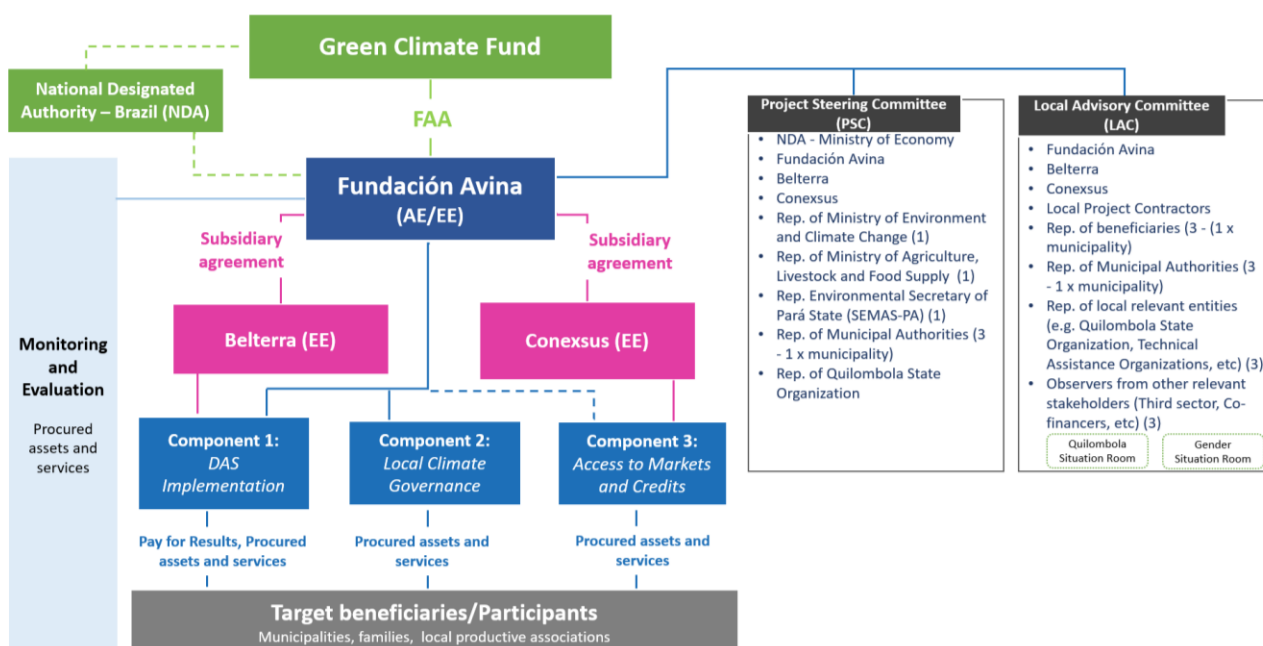 Green Climate Fund
National Designated
Authority – Brazil (NDA)
FAA
Fundación Avina
(AE/EE)
Subsidiary
agreement
Subsidiary
agreement
Belterra (EE)
Conexsus (EE)
Monitoring
and
Evaluation
Procured
assets and
services
Component 1:
DAS
Implementation
Component 2:
Local Climate
Governance
Component 3:
Access to Markets
and Credits
Pay for Results, Procured
assets and services
Procured assets and
services
Procured assets and
services
Target beneficiaries/Participants
Municipalities, families, local productive associations
Project Steering Committee
(PSC)
• NDA - Ministry of Economy
• Fundación Avina
• Belterra
• Conexsus
• Rep. of Ministry of Environment
and Climate Change (1)
• Rep. of Ministry of Agriculture,
Livestock and Food Supply (1)
• Rep. Environmental Secretary of
Pará State (SEMAS-PA) (1)
• Rep. of Municipal Authorities (3
- 1 x municipality)
• Rep. of Quilombola State
Organization
Local Advisory Committee
(LAC)
• Fundación Avina
• Belterra
• Conexsus
• Local Project Contractors
• Rep. of beneficiaries (3 - (1 x
municipality)
• Rep. of Municipal Authorities (3
- 1 x municipality)
• Rep. of local relevant entities
(e.g. Quilombola State
Organization, Technical
Assistance Organizations, etc) (3)
• Observers from other relevant
stakeholders (Third sector, Co-
financers, etc) (3)
Quilombola
Situation Room
Gender
Situation Room